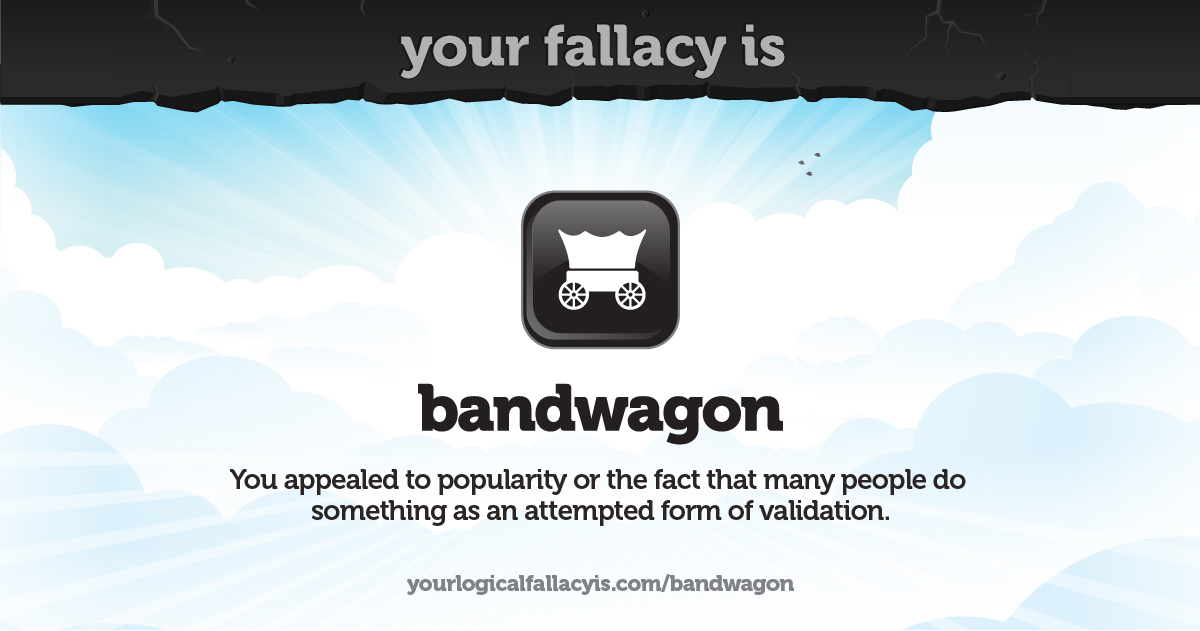 your fallacy is
bandwagon
You appealed to popularity or the fact that many people do
something as an attempted form of validation.
yourlogicalfallacyis.com/bandwagon